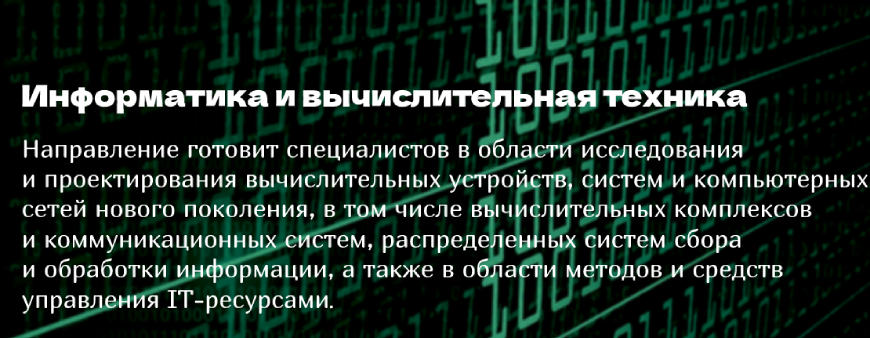 Информатика и вычислительная техника
Направление готовит специалистов в области исследования
и проектирования вычислительных устройств, систем и компьютерных
сетей нового поколения, в том числе вычислительных комплексов
и коммуникационных систем, распределенных систем сбора
и обработки информации, а также в области методов и средств
управления IT-ресурсами.